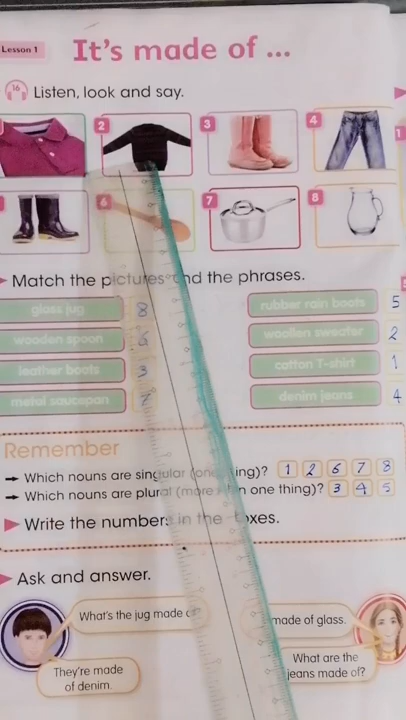 Lesson 1
It's made of ...
16
Listen, look and say.
2
3
4
1
6
7
8
Match the pictures and the phrases.
glass jug 8
rubber rain boots 5
wooden spoon 6
woollen sweater 2
leather boots 3
cotton T-shirt 1
metal saucepan 7
denim jeans 4
Remember
Which nouns are singular (one thing)? 1 2 6 7 8
Which nouns are plural (more than one thing)? 3 4 5
Write the numbers in the boxes.
Ask and answer.
What's the jug made
made of glass.
They're made
of denim.
What are the
jeans made of?